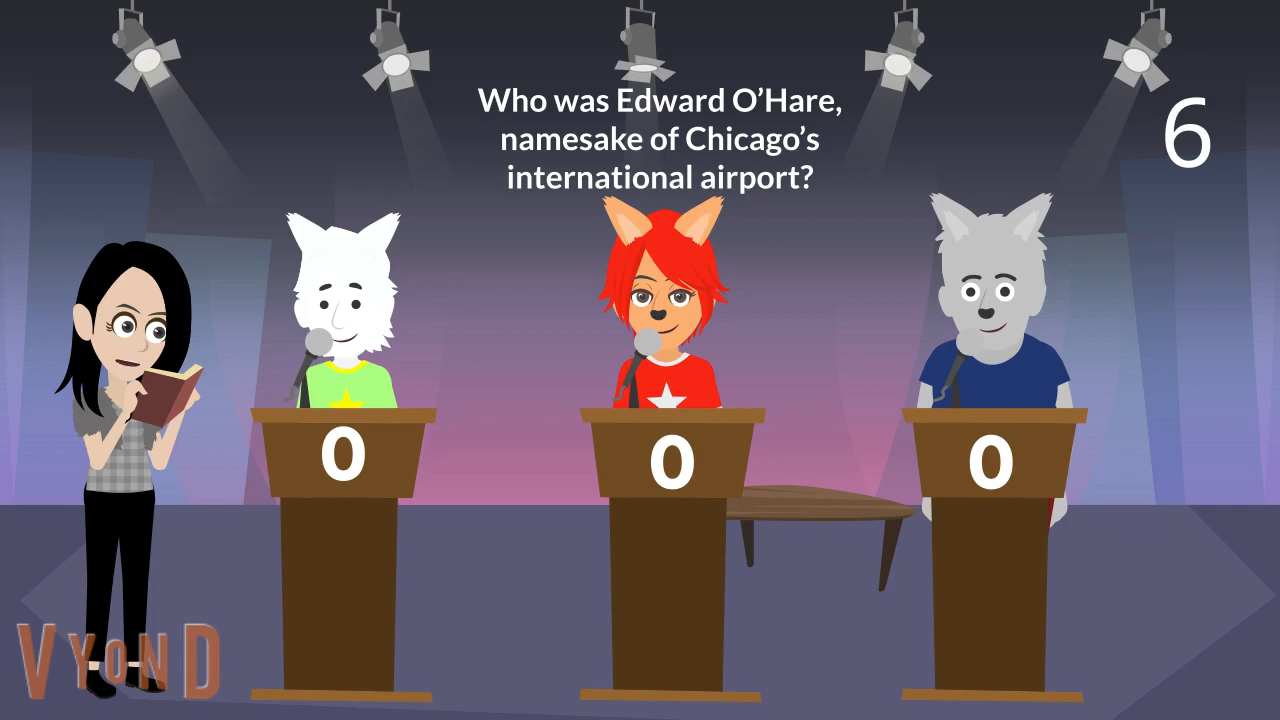 Who was Edward O’Hare,
namesake of Chicago’s
international airport?
6
0
0
0
VYOND